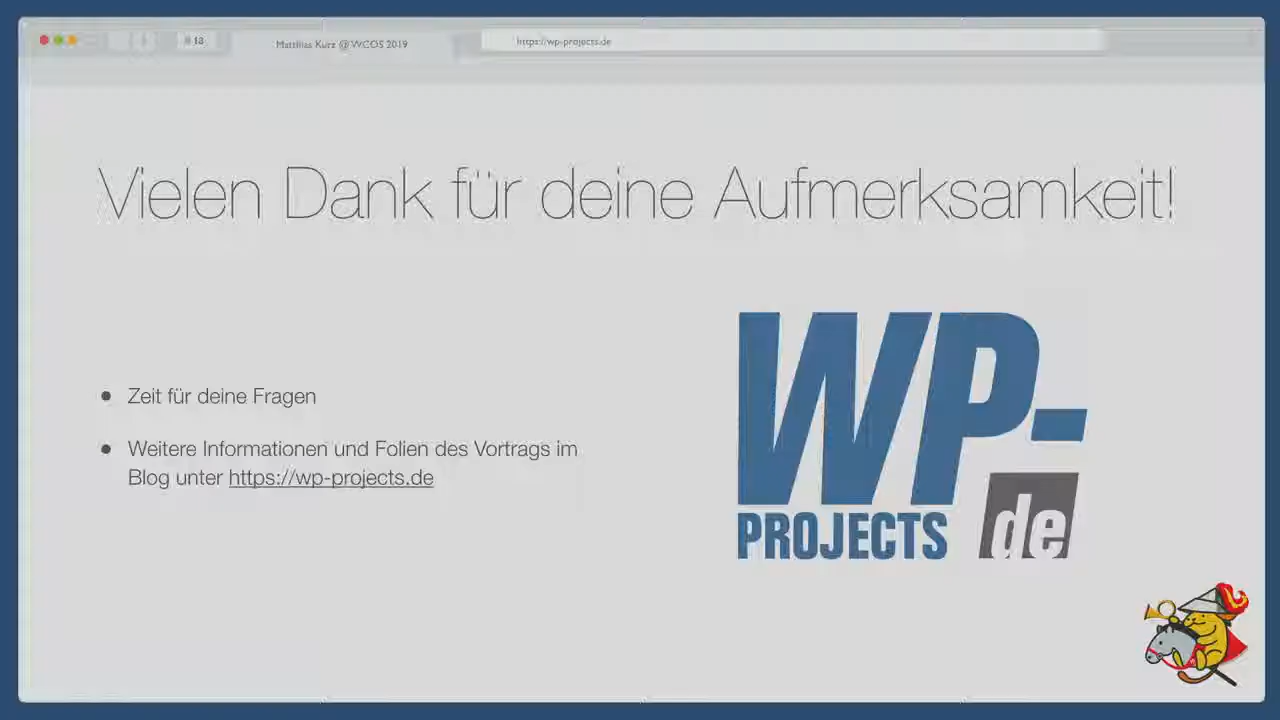 18
Matthias Kurz @ WCOS 2019
https://wp-projects.de
Vielen Dank für deine Aufmerksamkeit!
Zeit für deine Fragen
Weitere Informationen und Folien des Vortrags im
Blog unter https://wp-projects.de
WP-
PROJECTS de